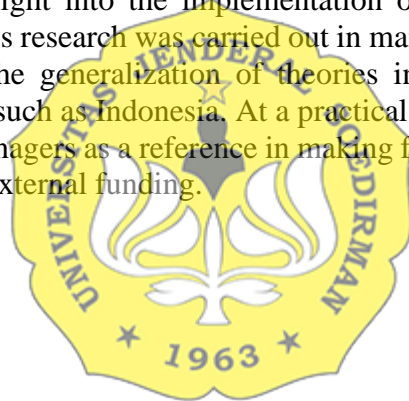 ight into the implementation o
s research was carried out in ma
he generalization of theories i
such as Indonesia. At a practical
nagers as a reference in making f
xternal funding.
UNIVERSITAS JENDERAL SOEDIRMAN
1963